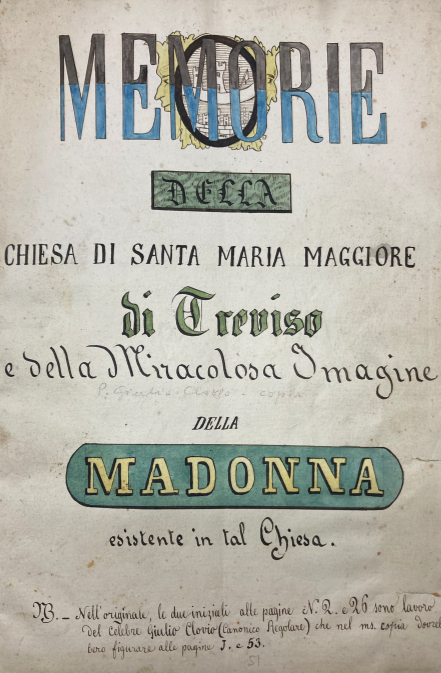 MEMORIE
DELLA
CHIESA DI SANTA MARIA MAGGIORE
di Treviso
e della Miracolosa Imagine
copia
DELLA
MADONNA
esistente in tal Chiesa.
NB. – Nell'originale, le due iniziali alle pagine N. 2. e 26 sono lavoro
del celebre Giulio Clovio (Canonico Regolare) che nel ms. copia dovreb
bero figurare alle pagine 1. e 53.
51